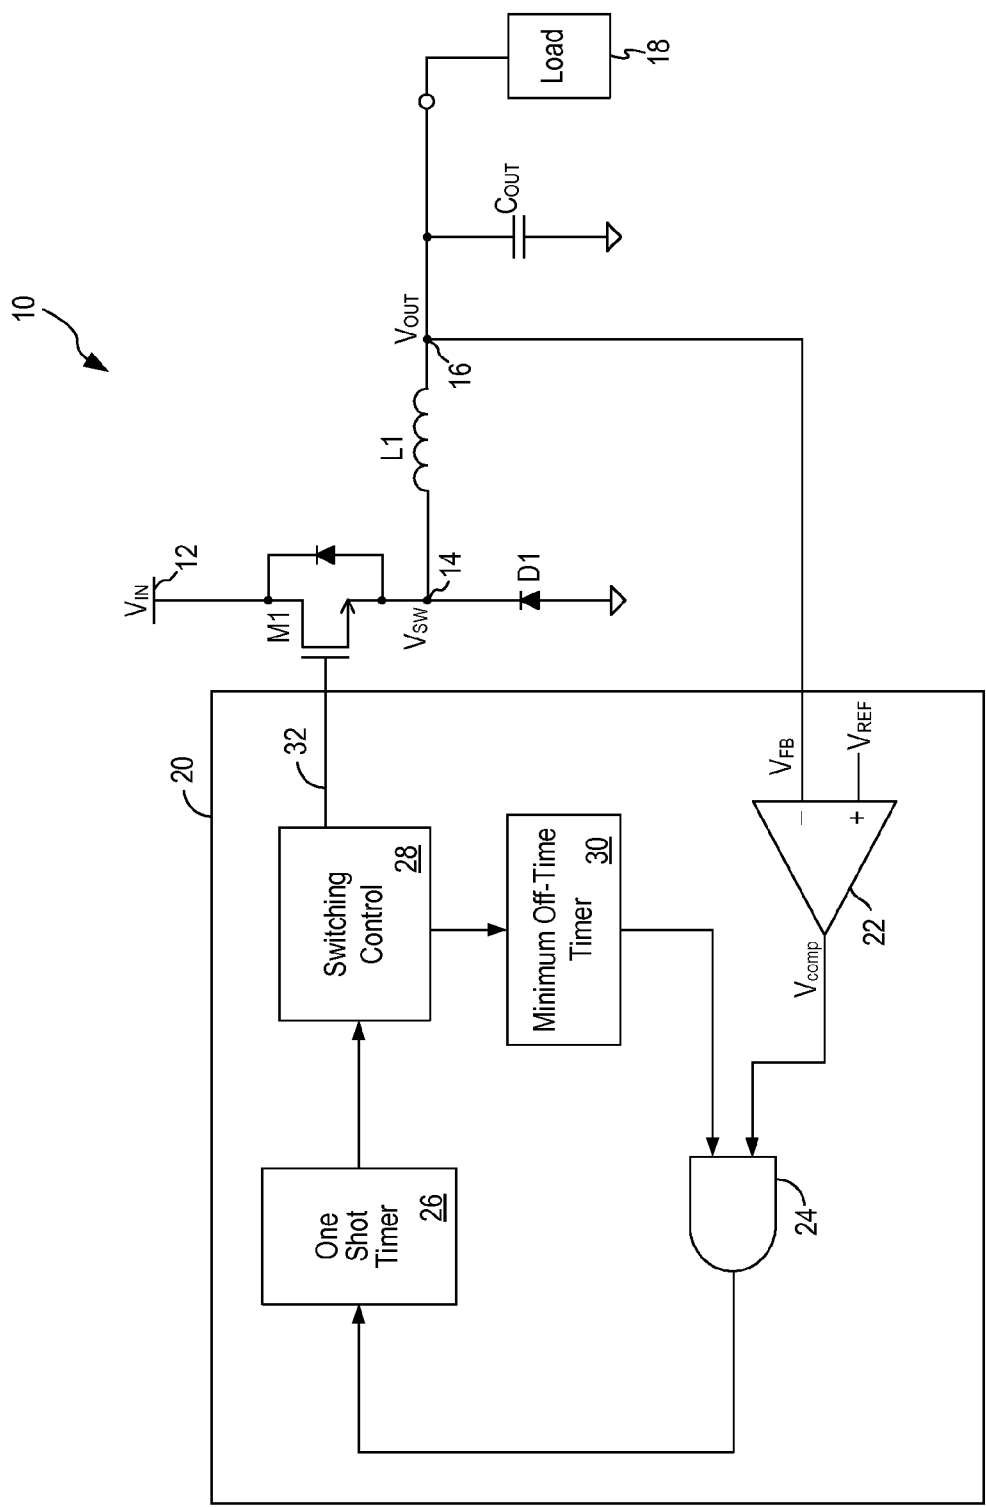 10
V_IN
12
M1
V_SW
14
D1
L1
V_OUT
16
C_OUT
Load
18
20
32
Switching
Control
28
One
Shot
Timer
26
Minimum Off-Time
Timer
30
V_FB
V_REF
−
+
22
V_comp
24